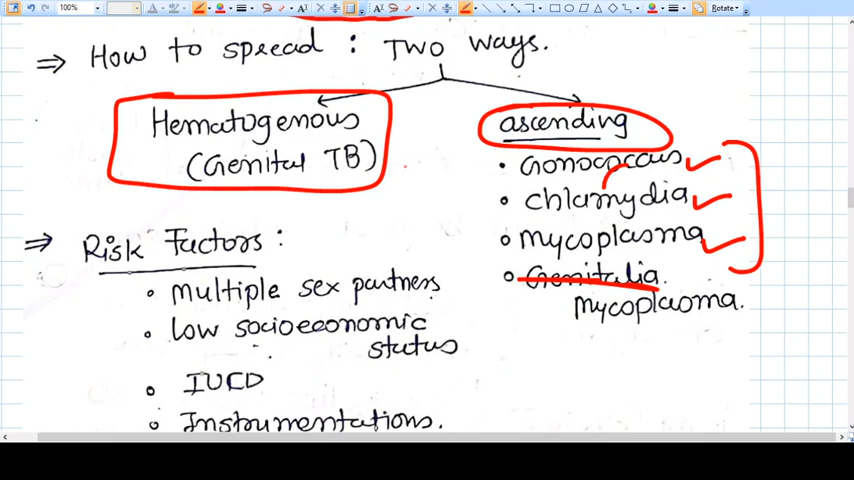 100%
Rotate
⇒ How to spread : Two ways.
Hematogenous
(Genital TB)
ascending
• Gonococcus
• chlamydia
• mycoplasma
• Genitalia.
mycoplasma.
⇒ Risk Factors :
• multiple sex partners
• low socioeconomic
status
• IUCD
• Instrumentations.